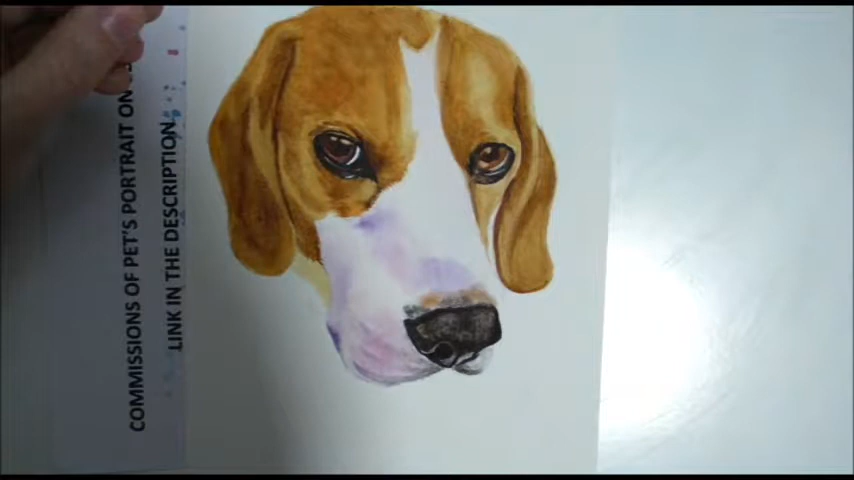 COMMISSIONS OF PET'S PORTRAIT ON
LINK IN THE DESCRIPTION